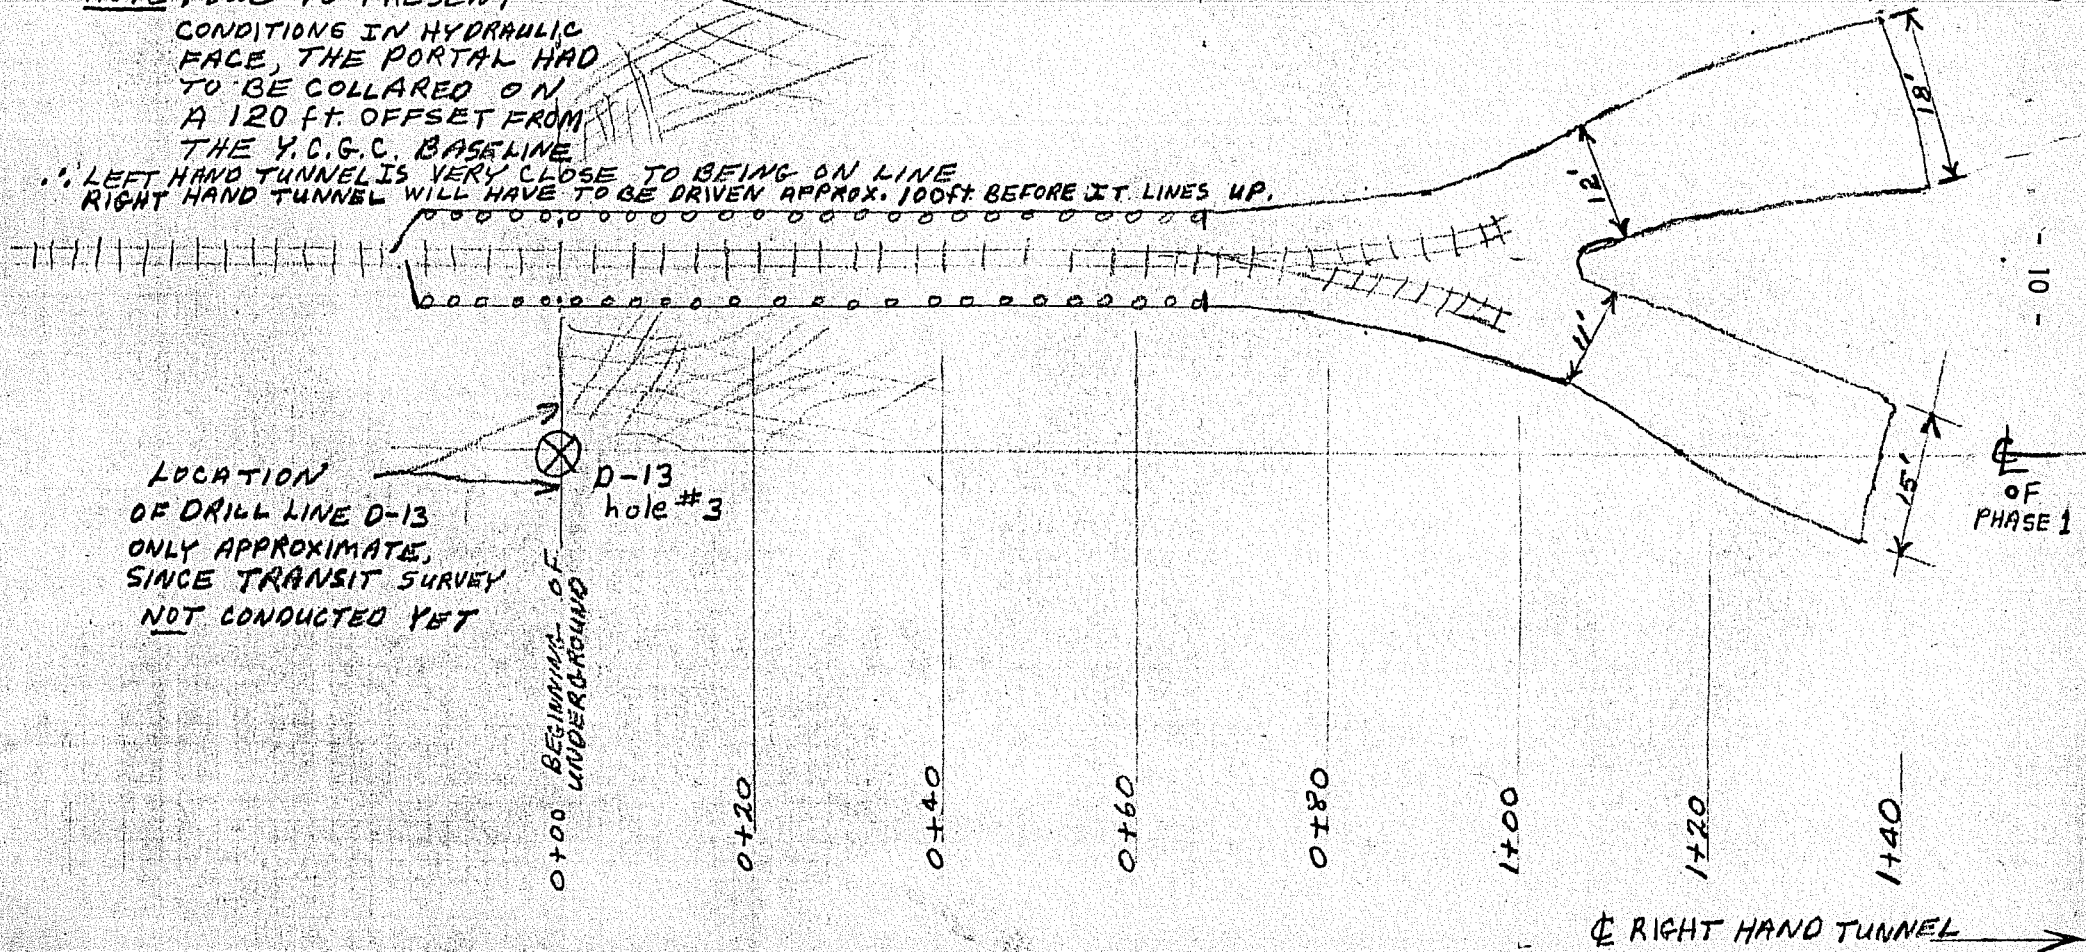 NOTE: DUE TO PRESENT
CONDITIONS IN HYDRAULIC
FACE, THE PORTAL HAD
TO BE COLLARED ON
A 120 ft. OFFSET FROM
THE Y.C.G.C. BASELINE
∴ LEFT HAND TUNNEL IS VERY CLOSE TO BEING ON LINE
RIGHT HAND TUNNEL WILL HAVE TO BE DRIVEN APPROX. 100ft BEFORE IT LINES UP.
18'
12'
11'
15'
- 10 -
℄
OF
PHASE 1
LOCATION
OF DRILL LINE D-13
ONLY APPROXIMATE,
SINCE TRANSIT SURVEY
NOT CONDUCTED YET
D-13
hole #3
0+00 BEGINNING OF
UNDERGROUND
0+20
0+40
0+60
0+80
1+00
1+20
1+40
℄ RIGHT HAND TUNNEL